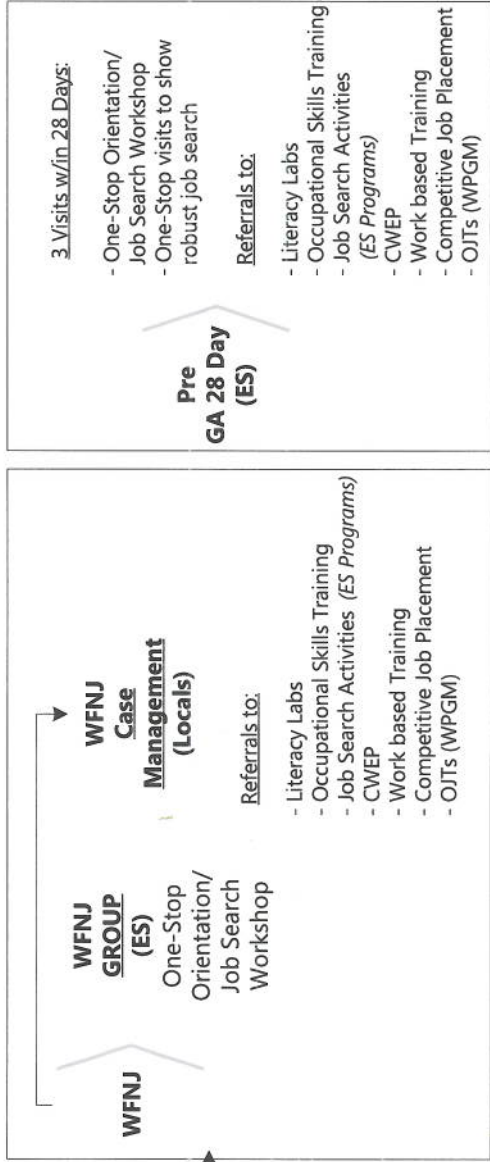 WFNJ
WFNJ
GROUP
(ES)
One-Stop
Orientation/
Job Search
Workshop
WFNJ
Case
Management
(Locals)
Referrals to:
- Literacy Labs
- Occupational Skills Training
- Job Search Activities (ES Programs)
- CWEP
- Work based Training
- Competitive Job Placement
- OJTs (WPGM)
Pre
GA 28 Day
(ES)
3 Visits w/in 28 Days:
- One-Stop Orientation/
Job Search Workshop
- One-Stop visits to show
robust job search
Referrals to:
- Literacy Labs
- Occupational Skills Training
- Job Search Activities
(ES Programs)
- CWEP
- Work based Training
- Competitive Job Placement
- OJTs (WPGM)